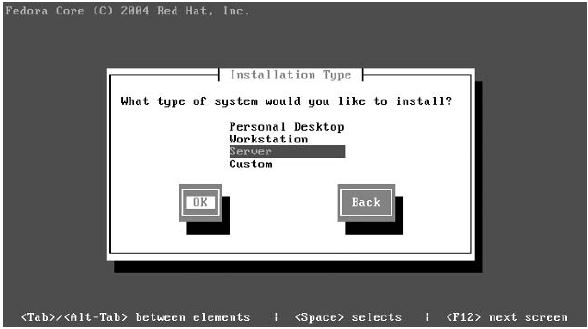 Fedora Core (C) 2004 Red Hat, Inc.
Installation Type
What type of system would you like to install?
Personal Desktop
Workstation
Server
Custom
OK
Back
<Tab>/<Alt-Tab> between elements | <Space> selects | <F12> next screen